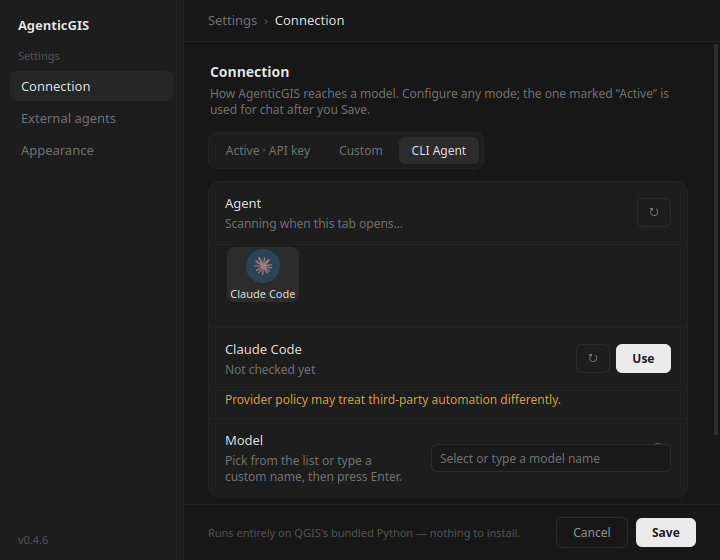 AgenticGIS
Settings
Connection
External agents
Appearance
v0.4.6
Settings › Connection
Connection
How AgenticGIS reaches a model. Configure any mode; the one marked “Active” is
used for chat after you Save.
Active · API key Custom CLI Agent
Agent
Scanning when this tab opens…
↻
Claude Code
Claude Code
Not checked yet
↻ Use
Provider policy may treat third-party automation differently.
Model
Pick from the list or type a
custom name, then press Enter.
Select or type a model name
Runs entirely on QGIS's bundled Python — nothing to install.
Cancel Save